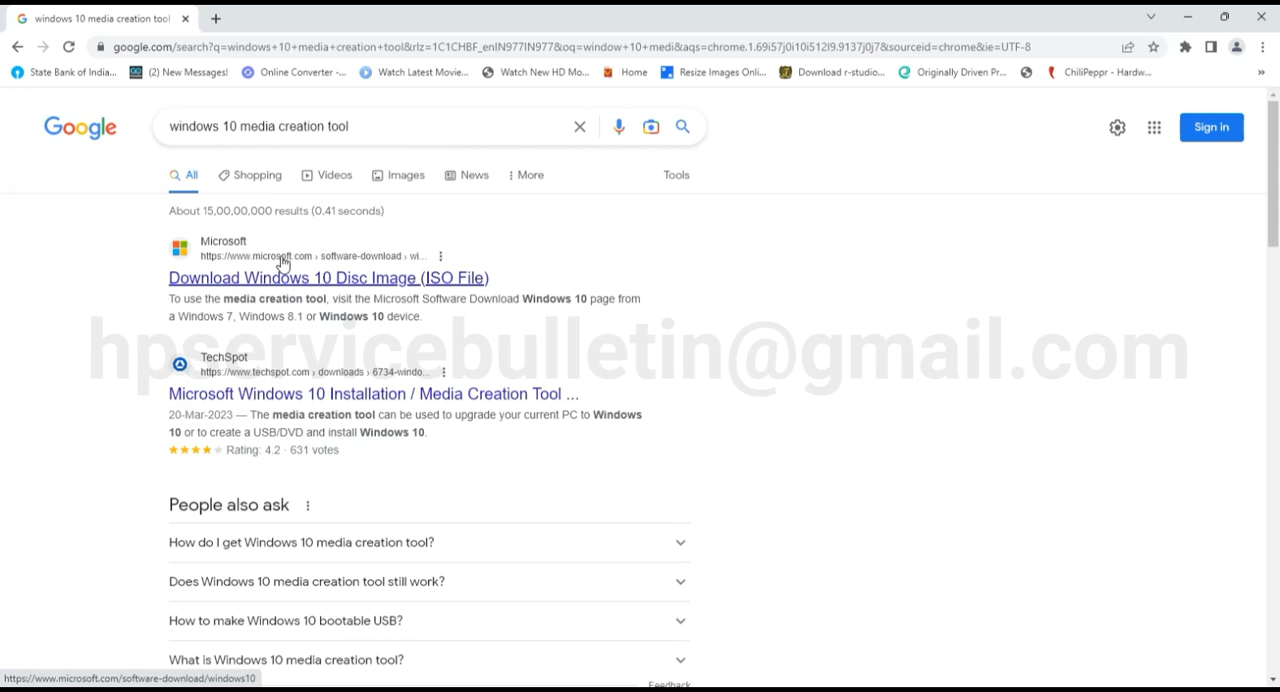 windows 10 media creation tool
google.com/search?q=windows+10+media+creation+tool&rlz=1C1CHBF_enIN977IN977&oq=window+10+medi&aqs=chrome.1.69i57j0i10i512l9.9137j0j7&sourceid=chrome&ie=UTF-8
State Bank of India... (2) New Messages! Online Converter -... Watch Latest Movie... Watch New HD Mo... Home Resize Images Onli... Download r-studio... Originally Driven Pr... ChiliPeppr - Hardw... »
Google windows 10 media creation tool Sign in
All Shopping Videos Images News More Tools
About 15,00,00,000 results (0.41 seconds)
Microsoft
https://www.microsoft.com › software-download › wi...
Download Windows 10 Disc Image (ISO File)
To use the media creation tool, visit the Microsoft Software Download Windows 10 page from
a Windows 7, Windows 8.1 or Windows 10 device.
hpservicebulletin@gmail.com
TechSpot
https://www.techspot.com › downloads › 6734-windo...
Microsoft Windows 10 Installation / Media Creation Tool ...
20-Mar-2023 — The media creation tool can be used to upgrade your current PC to Windows
10 or to create a USB/DVD and install Windows 10.
Rating: 4.2 · 631 votes
People also ask
How do I get Windows 10 media creation tool?
Does Windows 10 media creation tool still work?
How to make Windows 10 bootable USB?
What is Windows 10 media creation tool?
Feedback
https://www.microsoft.com/software-download/windows10